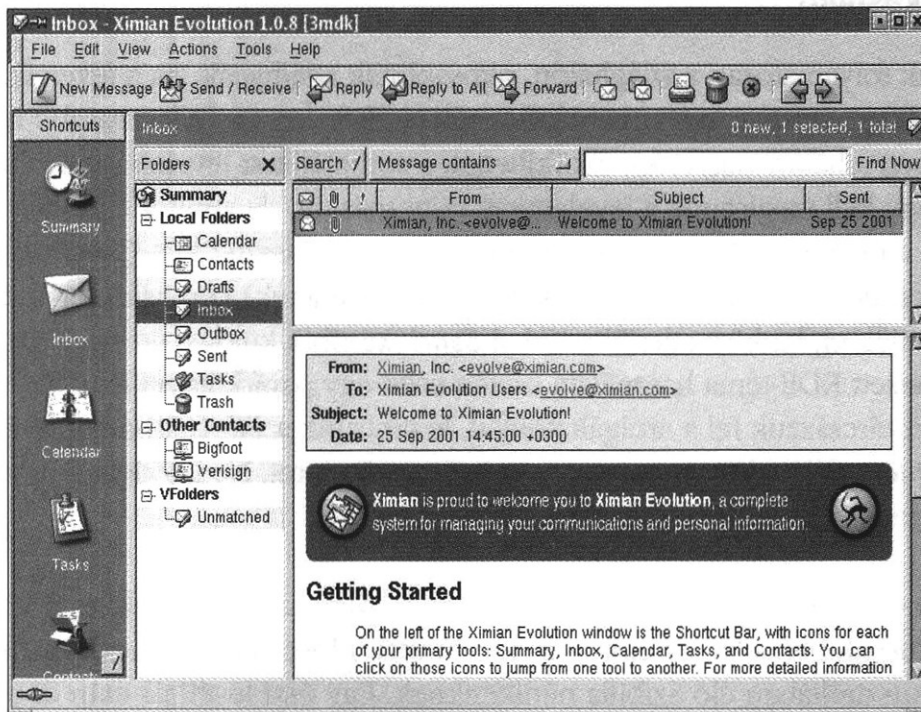 Inbox - Ximian Evolution 1.0.8 [3mdk]
File Edit View Actions Tools Help
New Message Send / Receive Reply Reply to All Forward
Shortcuts
Inbox
0 new, 1 selected, 1 total
Summary
Inbox
Calendar
Tasks
Contacts
Folders
Summary
Local Folders
Calendar
Contacts
Drafts
Inbox
Outbox
Sent
Tasks
Trash
Other Contacts
Bigfoot
Verisign
VFolders
Unmatched
Search Message contains Find Now
From Subject Sent
Ximian, Inc. <evolve@... Welcome to Ximian Evolution! Sep 25 2001
From: Ximian, Inc. <evolve@ximian.com>
To: Ximian Evolution Users <evolve@ximian.com>
Subject: Welcome to Ximian Evolution!
Date: 25 Sep 2001 14:45:00 +0300
Ximian is proud to welcome you to Ximian Evolution, a complete
system for managing your communications and personal information.
Getting Started
On the left of the Ximian Evolution window is the Shortcut Bar, with icons for each
of your primary tools: Summary, Inbox, Calendar, Tasks, and Contacts. You can
click on those icons to jump from one tool to another. For more detailed information